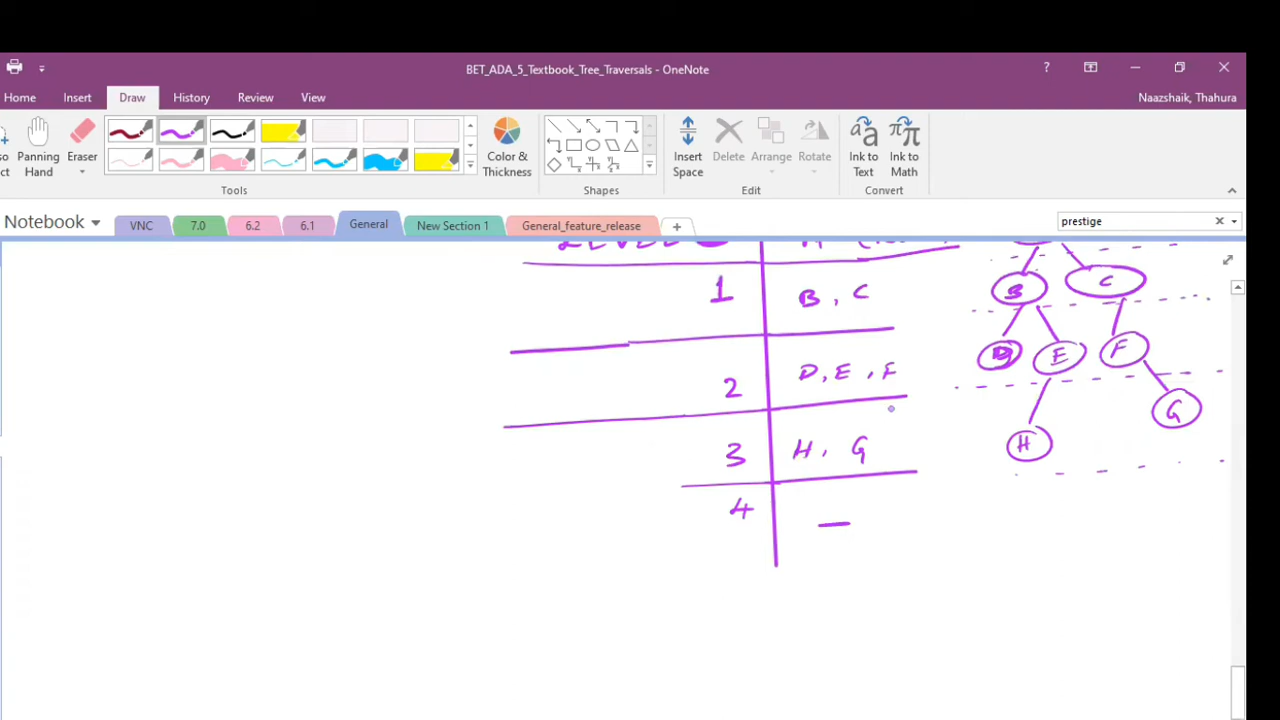 BET_ADA_5_Textbook_Tree_Traversals - OneNote
?
Home Insert Draw History Review View
Naazshaik, Thahura
Panning Hand
Eraser
Color & Thickness
Insert Space
Delete
Arrange
Rotate
Ink to Text
Ink to Math
Tools
Shapes
Edit
Convert
Notebook
VNC
7.0
6.2
6.1
General
New Section 1
General_feature_release
prestige
LEVEL
1 B, C
2 D, E, F
3 H, G
4 —
B C
D E F
G
H